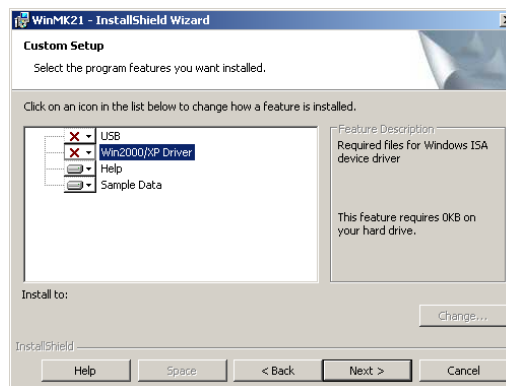 WinMK21 - InstallShield Wizard
Custom Setup
Select the program features you want installed.
Click on an icon in the list below to change how a feature is installed.
USB
Win2000/XP Driver
Help
Sample Data
Feature Description
Required files for Windows ISA
device driver
This feature requires 0KB on
your hard drive.
Install to:
Change...
InstallShield
Help
Space
< Back
Next >
Cancel